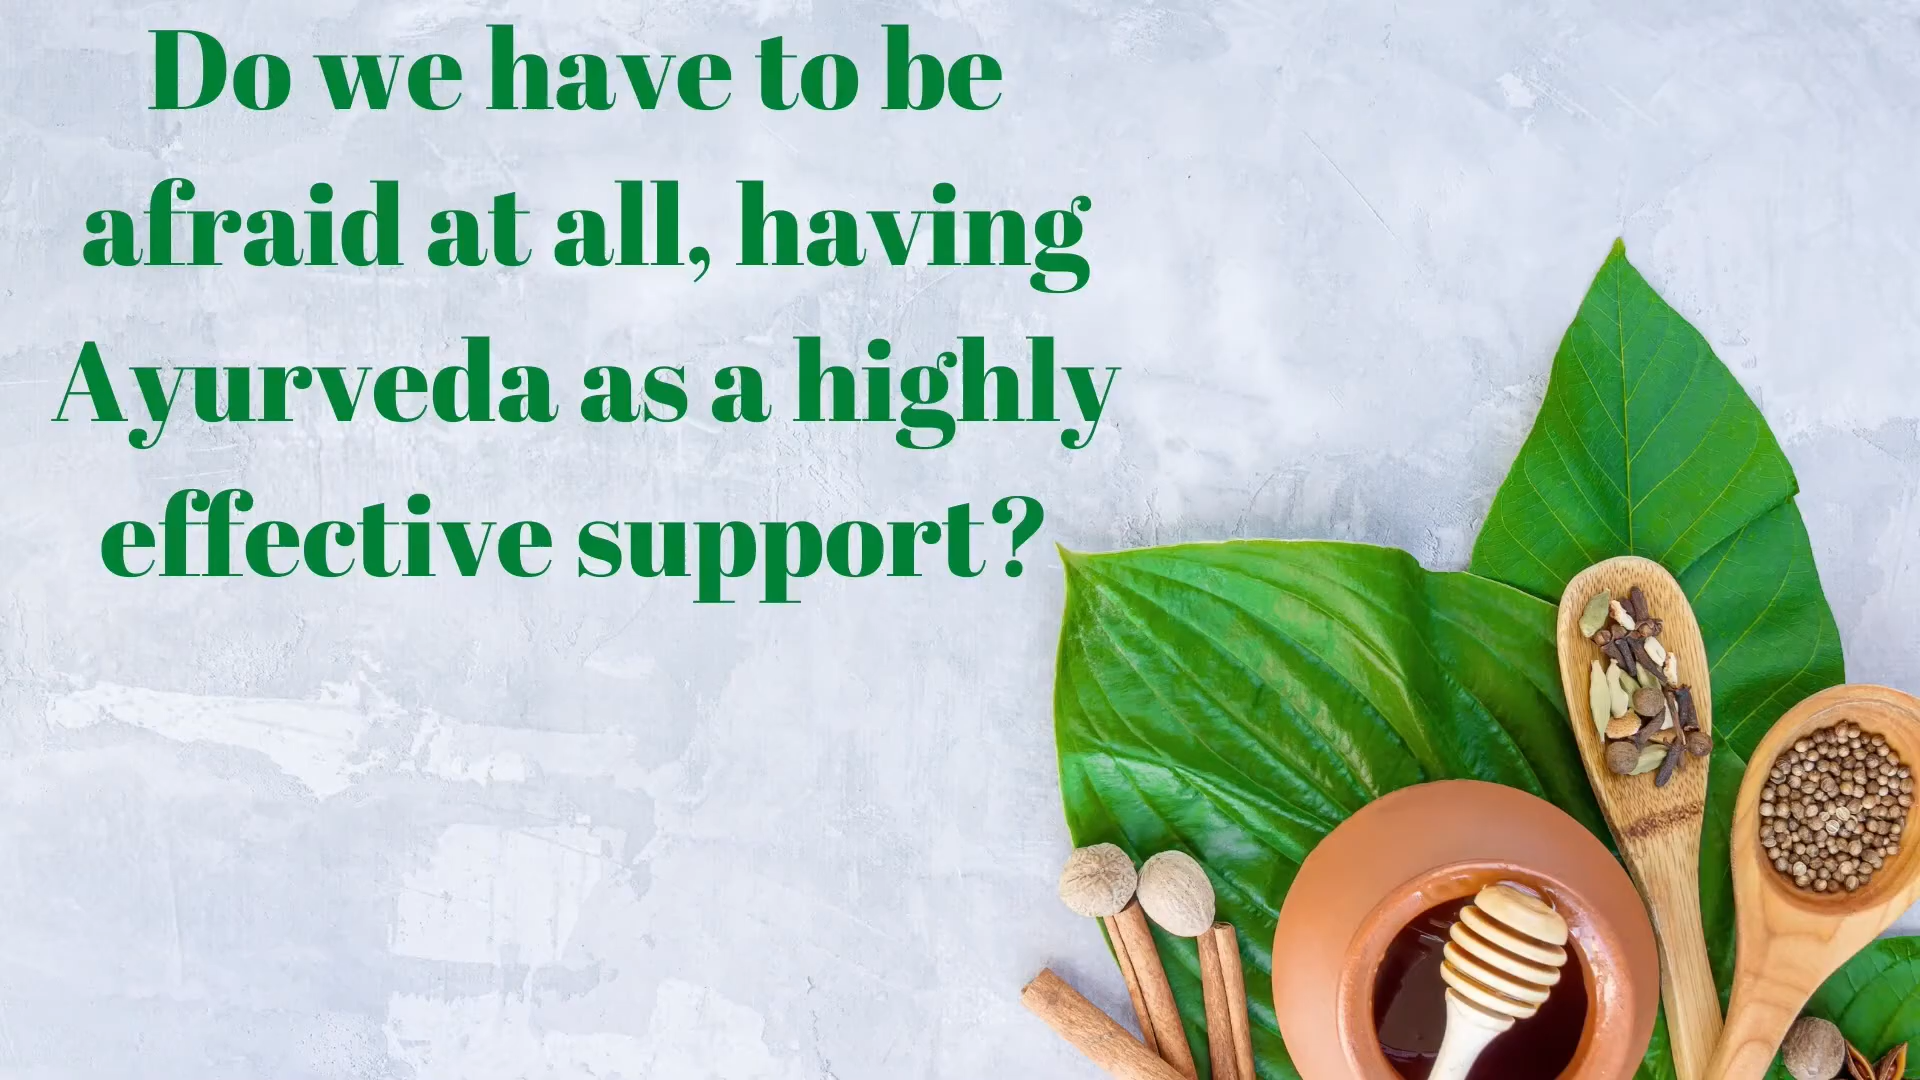 Do we have to be
afraid at all, having
Ayurveda as a highly
effective support?